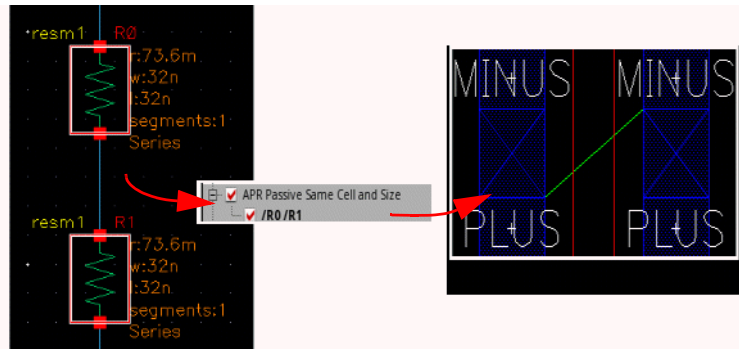 resm1 R0
r:73.6m
w:32n
l:32n
segments:1
Series
resm1 R1
r:73.6m
w:32n
l:32n
segments:1
Series
APR Passive Same Cell and Size
/R0 /R1
MINUS MINUS
PLUS PLUS